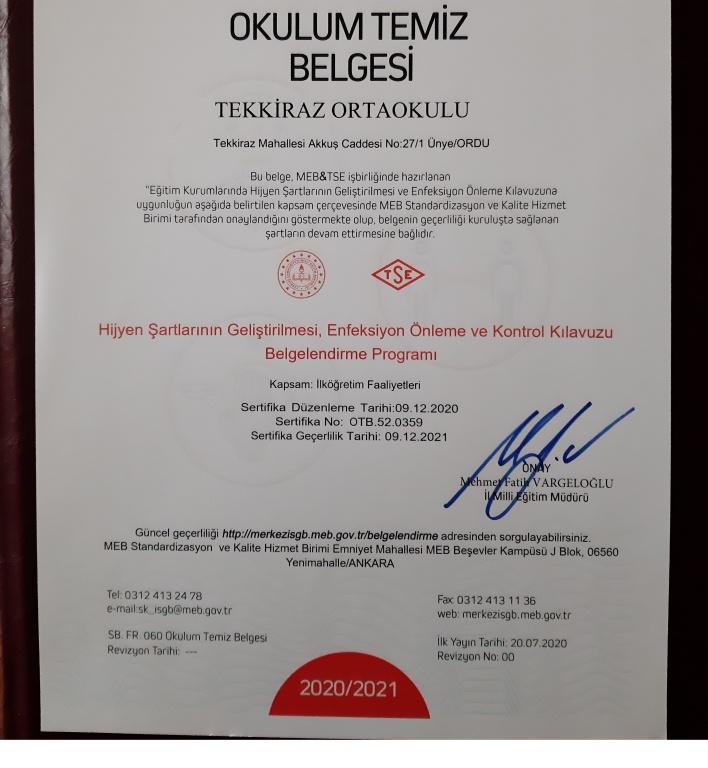 OKULUM TEMİZ
BELGESİ
TEKKİRAZ ORTAOKULU
Tekkiraz Mahallesi Akkuş Caddesi No:27/1 Ünye/ORDU
Bu belge, MEB&TSE işbirliğinde hazırlanan
"Eğitim Kurumlarında Hijyen Şartlarının Geliştirilmesi ve Enfeksiyon Önleme Kılavuzuna
uygunluğun aşağıda belirtilen kapsam çerçevesinde MEB Standardizasyon ve Kalite Hizmet
Birimi tarafından onaylandığını göstermekte olup, belgenin geçerliliği kuruluşta sağlanan
şartların devam ettirmesine bağlıdır.
TSE
Hijyen Şartlarının Geliştirilmesi, Enfeksiyon Önleme ve Kontrol Kılavuzu
Belgelendirme Programı
Kapsam: İlköğretim Faaliyetleri
Sertifika Düzenleme Tarihi:09.12.2020
Sertifika No: OTB.52.0359
Sertifika Geçerlilik Tarihi: 09.12.2021
ONAY
Mehmet Fatih VARGELOĞLU
İl Milli Eğitim Müdürü
Güncel geçerliliği http://merkezisgb.meb.gov.tr/belgelendirme adresinden sorgulayabilirsiniz.
MEB Standardizasyon ve Kalite Hizmet Birimi Emniyet Mahallesi MEB Beşevler Kampüsü J Blok, 06560
Yenimahalle/ANKARA
Tel: 0312 413 24 78
e-mail:sk_isgb@meb.gov.tr
Fax: 0312 413 11 36
web: merkezisgb.meb.gov.tr
SB. FR. 060 Okulum Temiz Belgesi
Revizyon Tarihi: ---
İlk Yayın Tarihi: 20.07.2020
Revizyon No: 00
2020/2021